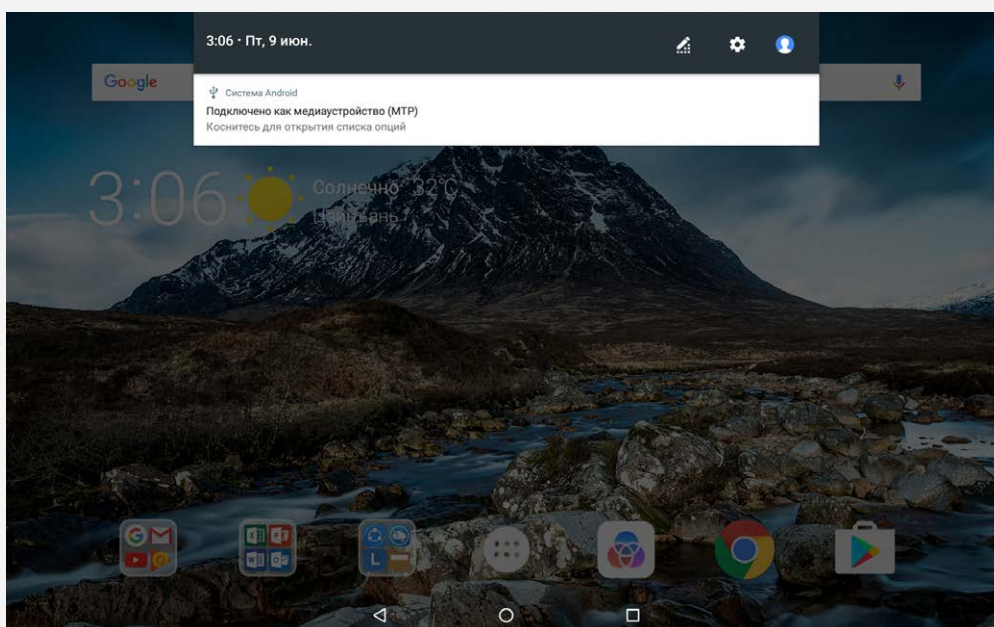 3:06 · Пт, 9 июн.
Google
Система Android
Подключено как медиаустройство (MTP)
Коснитесь для открытия списка опций
3:06
Солнечно 32°C
Цзиньань